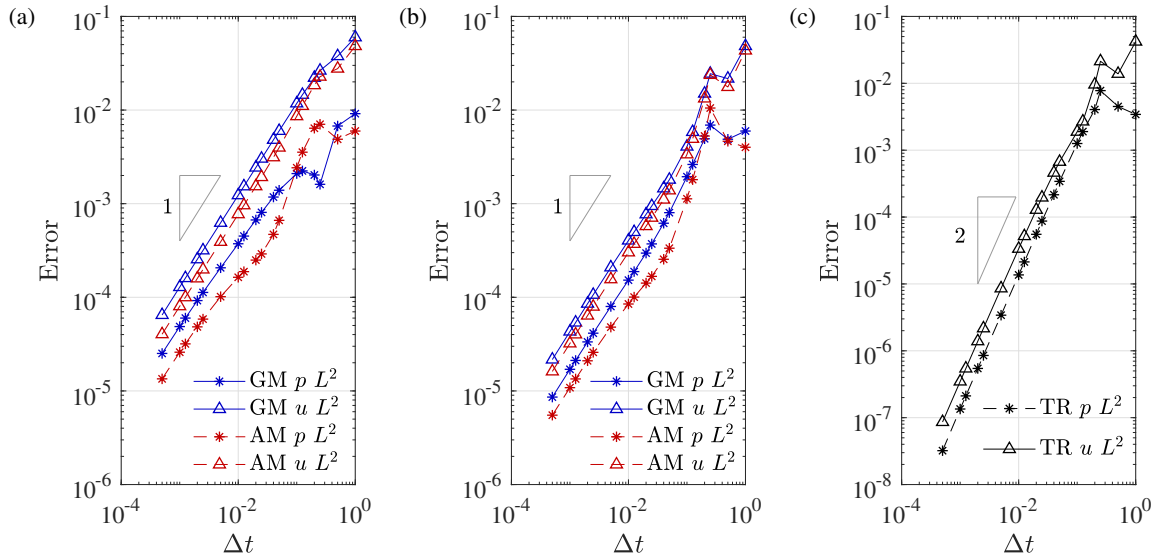 (a)
10^-1
10^-2
10^-3
10^-4
10^-5
10^-6
Error
1
GM p L^2
GM u L^2
AM p L^2
AM u L^2
10^-4
10^-2
10^0
Δt
(b)
10^-1
10^-2
10^-3
10^-4
10^-5
10^-6
Error
1
GM p L^2
GM u L^2
AM p L^2
AM u L^2
10^-4
10^-2
10^0
Δt
(c)
10^-1
10^-2
10^-3
10^-4
10^-5
10^-6
10^-7
10^-8
Error
2
TR p L^2
TR u L^2
10^-4
10^-2
10^0
Δt